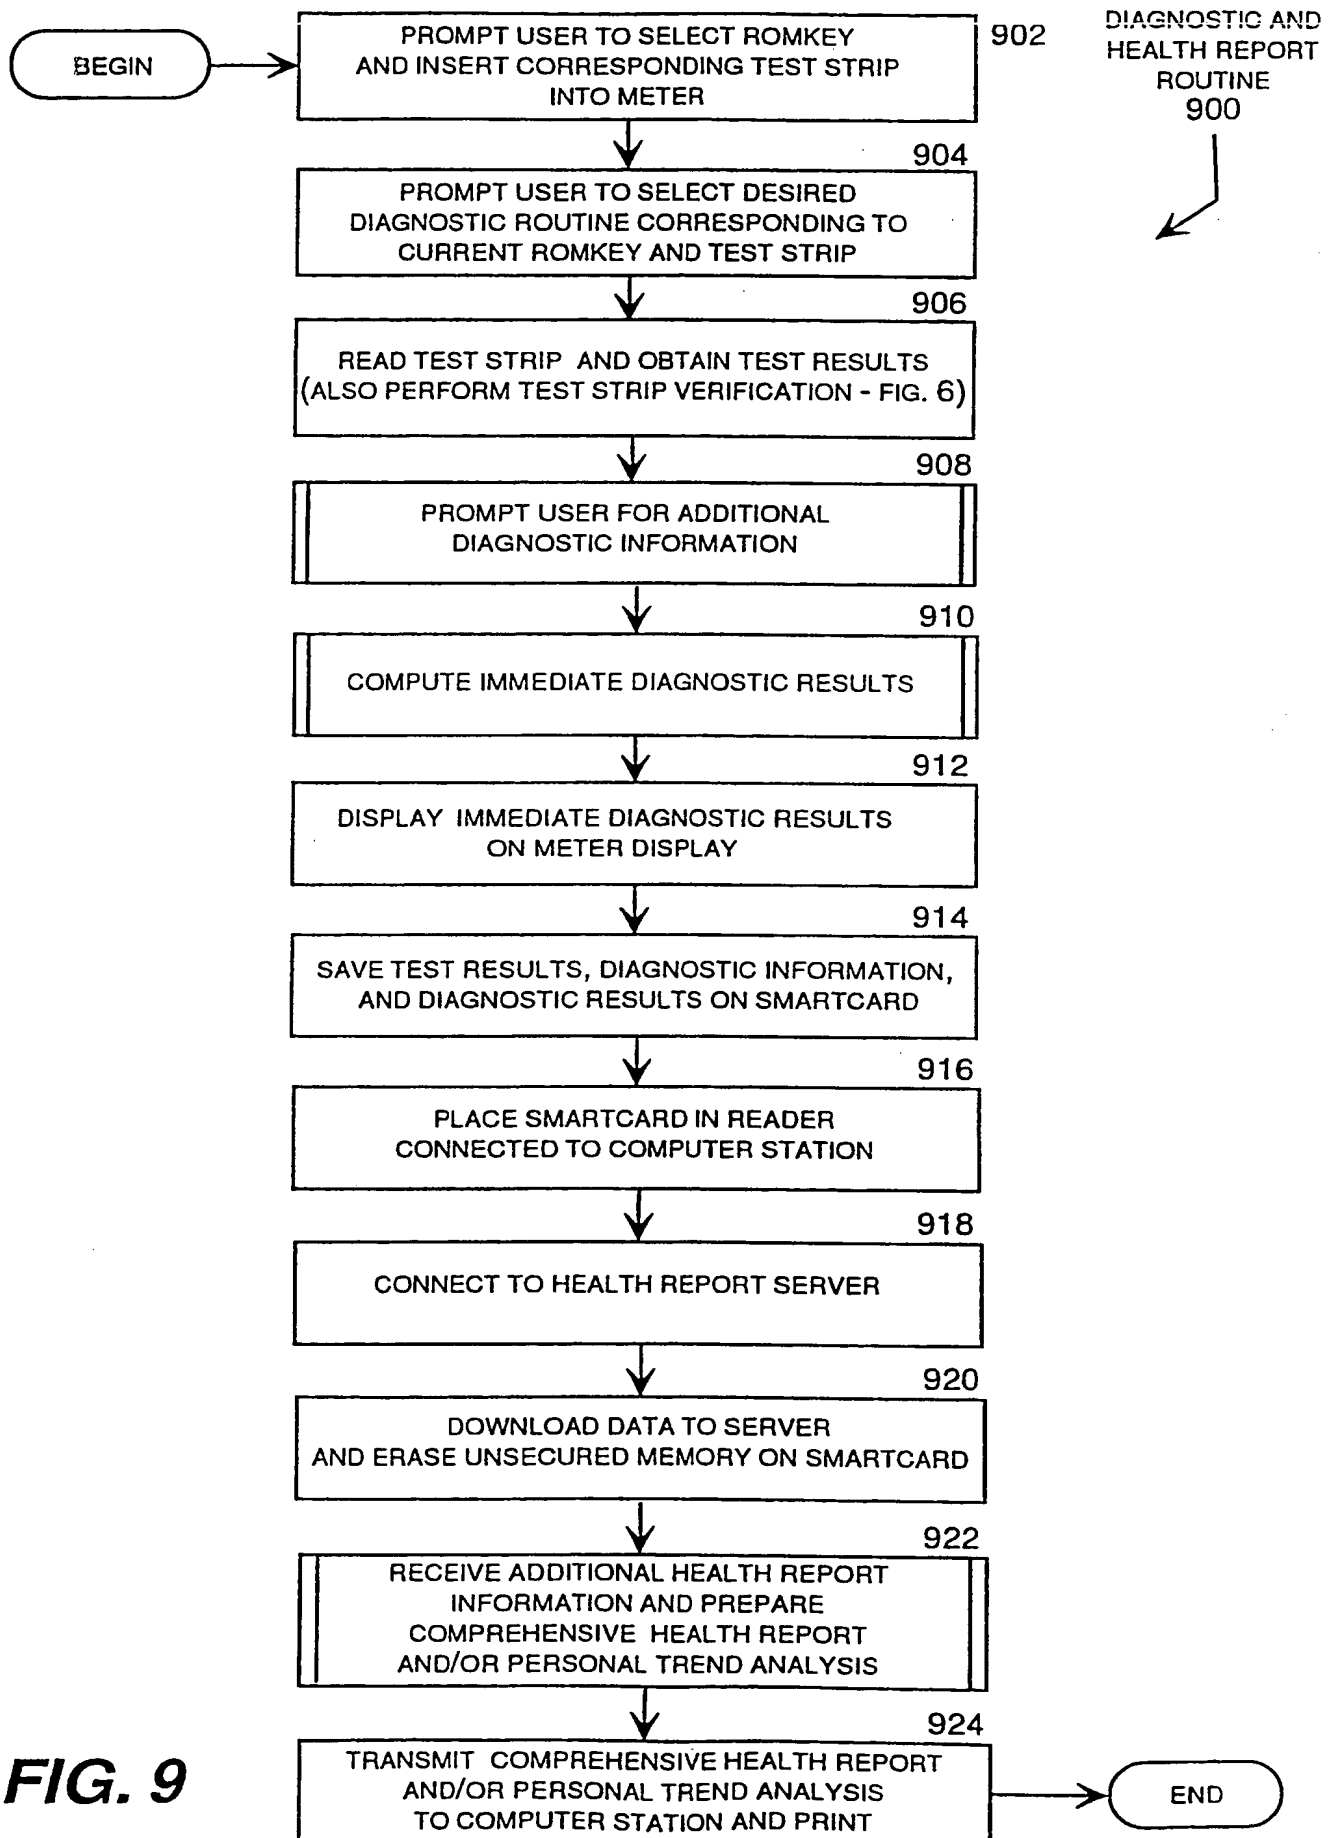 BEGIN
PROMPT USER TO SELECT ROMKEY
AND INSERT CORRESPONDING TEST STRIP
INTO METER
902
DIAGNOSTIC AND
HEALTH REPORT
ROUTINE
900
904
PROMPT USER TO SELECT DESIRED
DIAGNOSTIC ROUTINE CORRESPONDING TO
CURRENT ROMKEY AND TEST STRIP
906
READ TEST STRIP AND OBTAIN TEST RESULTS
(ALSO PERFORM TEST STRIP VERIFICATION - FIG. 6)
908
PROMPT USER FOR ADDITIONAL
DIAGNOSTIC INFORMATION
910
COMPUTE IMMEDIATE DIAGNOSTIC RESULTS
912
DISPLAY IMMEDIATE DIAGNOSTIC RESULTS
ON METER DISPLAY
914
SAVE TEST RESULTS, DIAGNOSTIC INFORMATION,
AND DIAGNOSTIC RESULTS ON SMARTCARD
916
PLACE SMARTCARD IN READER
CONNECTED TO COMPUTER STATION
918
CONNECT TO HEALTH REPORT SERVER
920
DOWNLOAD DATA TO SERVER
AND ERASE UNSECURED MEMORY ON SMARTCARD
922
RECEIVE ADDITIONAL HEALTH REPORT
INFORMATION AND PREPARE
COMPREHENSIVE HEALTH REPORT
AND/OR PERSONAL TREND ANALYSIS
924
TRANSMIT COMPREHENSIVE HEALTH REPORT
AND/OR PERSONAL TREND ANALYSIS
TO COMPUTER STATION AND PRINT
END
FIG. 9